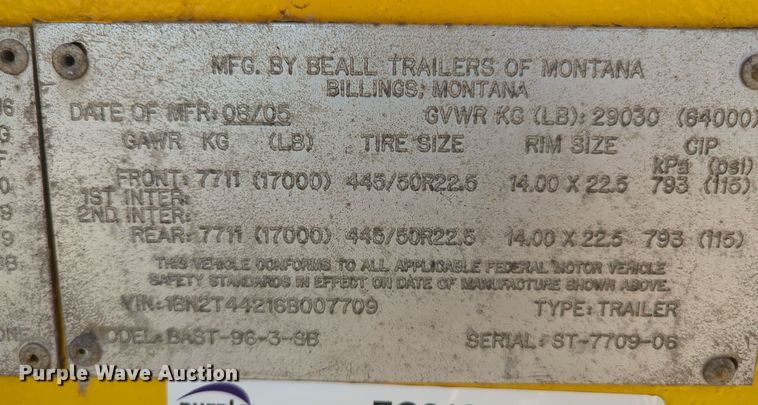 MFG. BY BEALL TRAILERS OF MONTANA
BILLINGS, MONTANA
DATE OF MFR: 08/05 GVWR KG (LB): 29030 (64000)
GAWR KG (LB) TIRE SIZE RIM SIZE CIP
kPa (psi)
FRONT: 7711 (17000) 445/50R22.5 14.00 X 22.5 793 (115)
1ST INTER:
2ND INTER:
REAR: 7711 (17000) 445/50R22.5 14.00 X 22.5 793 (115)
THIS VEHICLE CONFORMS TO ALL APPLICABLE FEDERAL MOTOR VEHICLE
SAFETY STANDARDS IN EFFECT ON DATE OF MANUFACTURE SHOWN ABOVE.
VIN: 1BN2T44216B007709 TYPE: TRAILER
MODEL: BAST-96-3-SB SERIAL: ST-7709-06
Purple Wave Auction